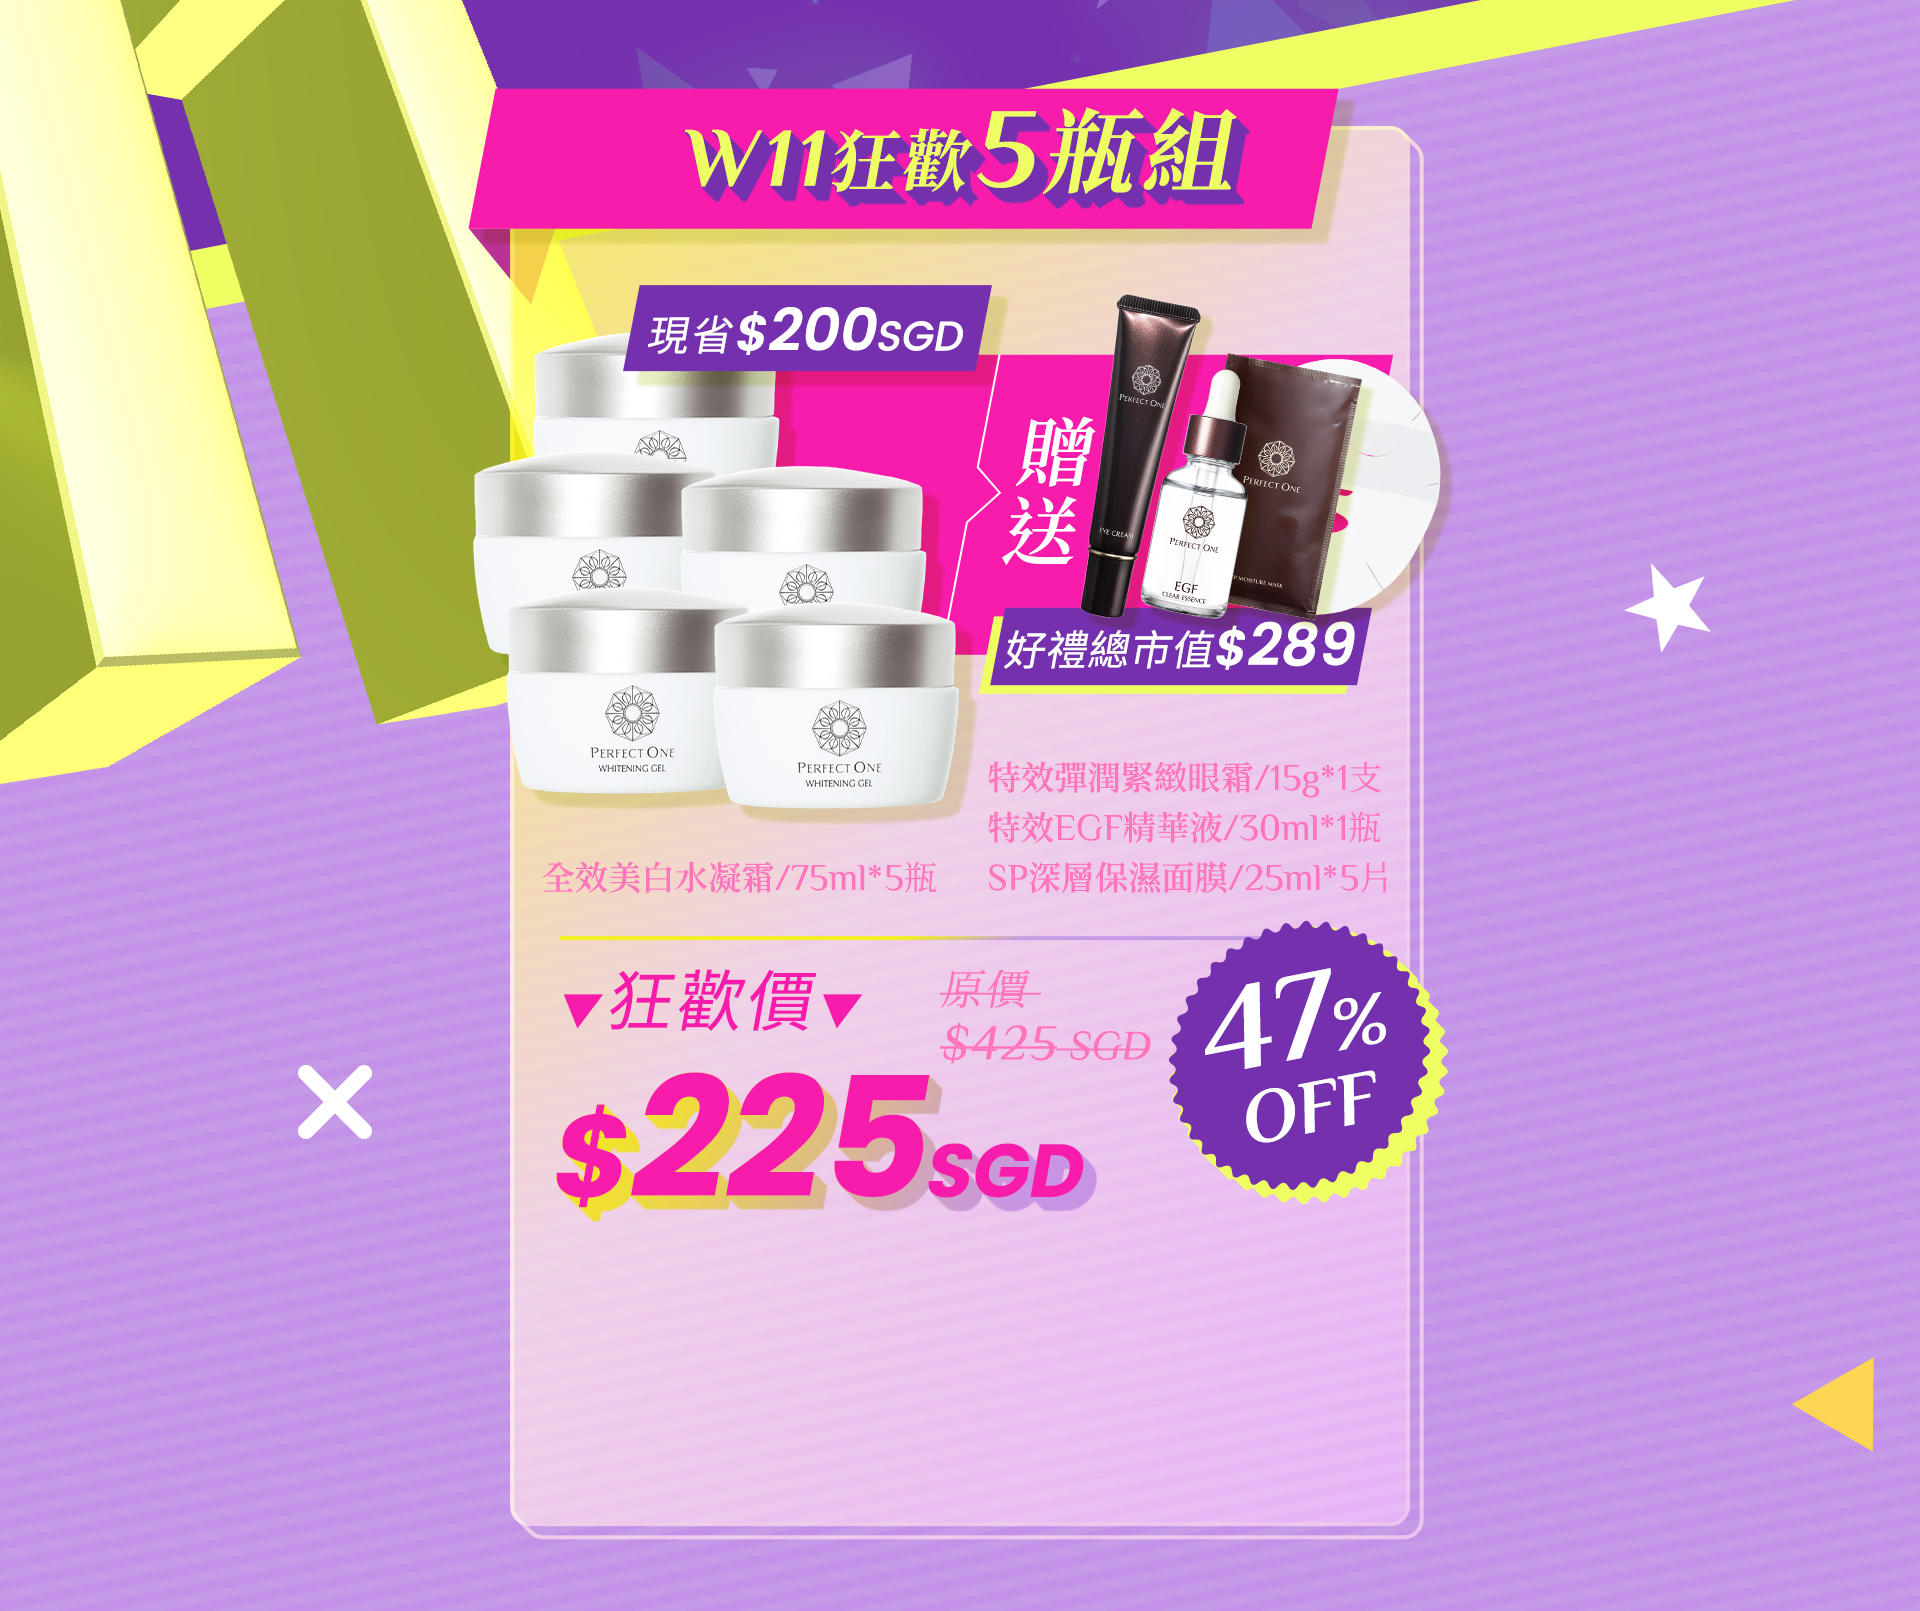 W11狂歡5瓶組
現省$200SGD
贈送
PERFECT ONE
EYE CREAM
PERFECT ONE
EGF
CLEAR ESSENCE
PERFECT ONE
SP MOISTURE MASK
好禮總市值$289
PERFECT ONE
WHITENING GEL
PERFECT ONE
WHITENING GEL
特效彈潤緊緻眼霜/15g*1支
特效EGF精華液/30ml*1瓶
全效美白水凝霜/75ml*5瓶
SP深層保濕面膜/25ml*5片
▼狂歡價▼
原價
$425 SGD
$225SGD
47%
OFF